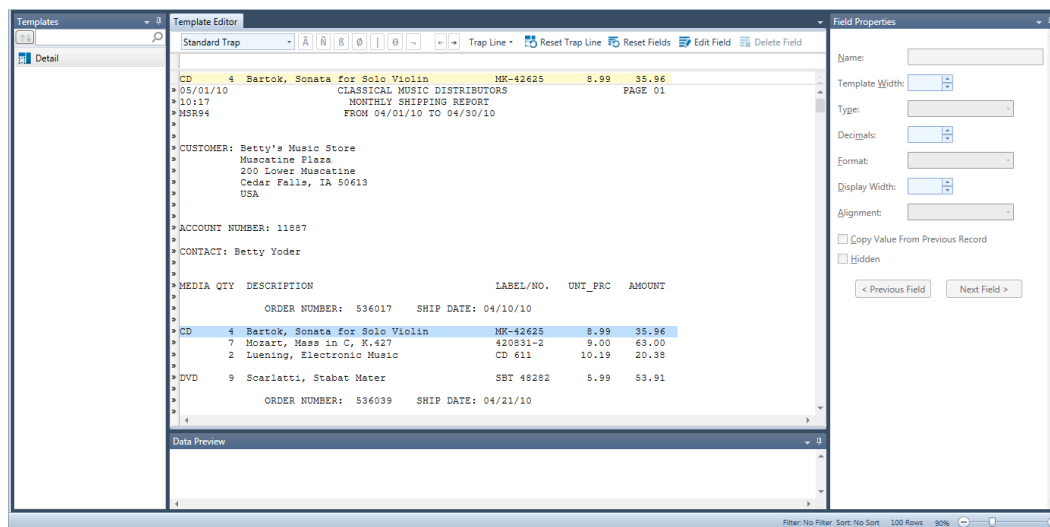 Templates
Detail
Template Editor
Standard Trap Ã Ñ ß Ø | Θ ¬ Trap Line Reset Trap Line Reset Fields Edit Field Delete Field
CD 4 Bartok, Sonata for Solo Violin MK-42625 8.99 35.96
05/01/10 CLASSICAL MUSIC DISTRIBUTORS PAGE 01
10:17 MONTHLY SHIPPING REPORT
MSR94 FROM 04/01/10 TO 04/30/10
CUSTOMER: Betty's Music Store
Muscatine Plaza
200 Lower Muscatine
Cedar Falls, IA 50613
USA
ACCOUNT NUMBER: 11887
CONTACT: Betty Yoder
MEDIA QTY DESCRIPTION LABEL/NO. UNT_PRC AMOUNT
ORDER NUMBER: 536017 SHIP DATE: 04/10/10
CD 4 Bartok, Sonata for Solo Violin MK-42625 8.99 35.96
7 Mozart, Mass in C, K.427 420831-2 9.00 63.00
2 Luening, Electronic Music CD 611 10.19 20.38
DVD 9 Scarlatti, Stabat Mater SBT 48282 5.99 53.91
ORDER NUMBER: 536039 SHIP DATE: 04/21/10
Data Preview
Field Properties
Name:
Template Width:
Type:
Decimals:
Format:
Display Width:
Alignment:
Copy Value From Previous Record
Hidden
< Previous Field Next Field >
Filter: No Filter Sort: No Sort 100 Rows 90%